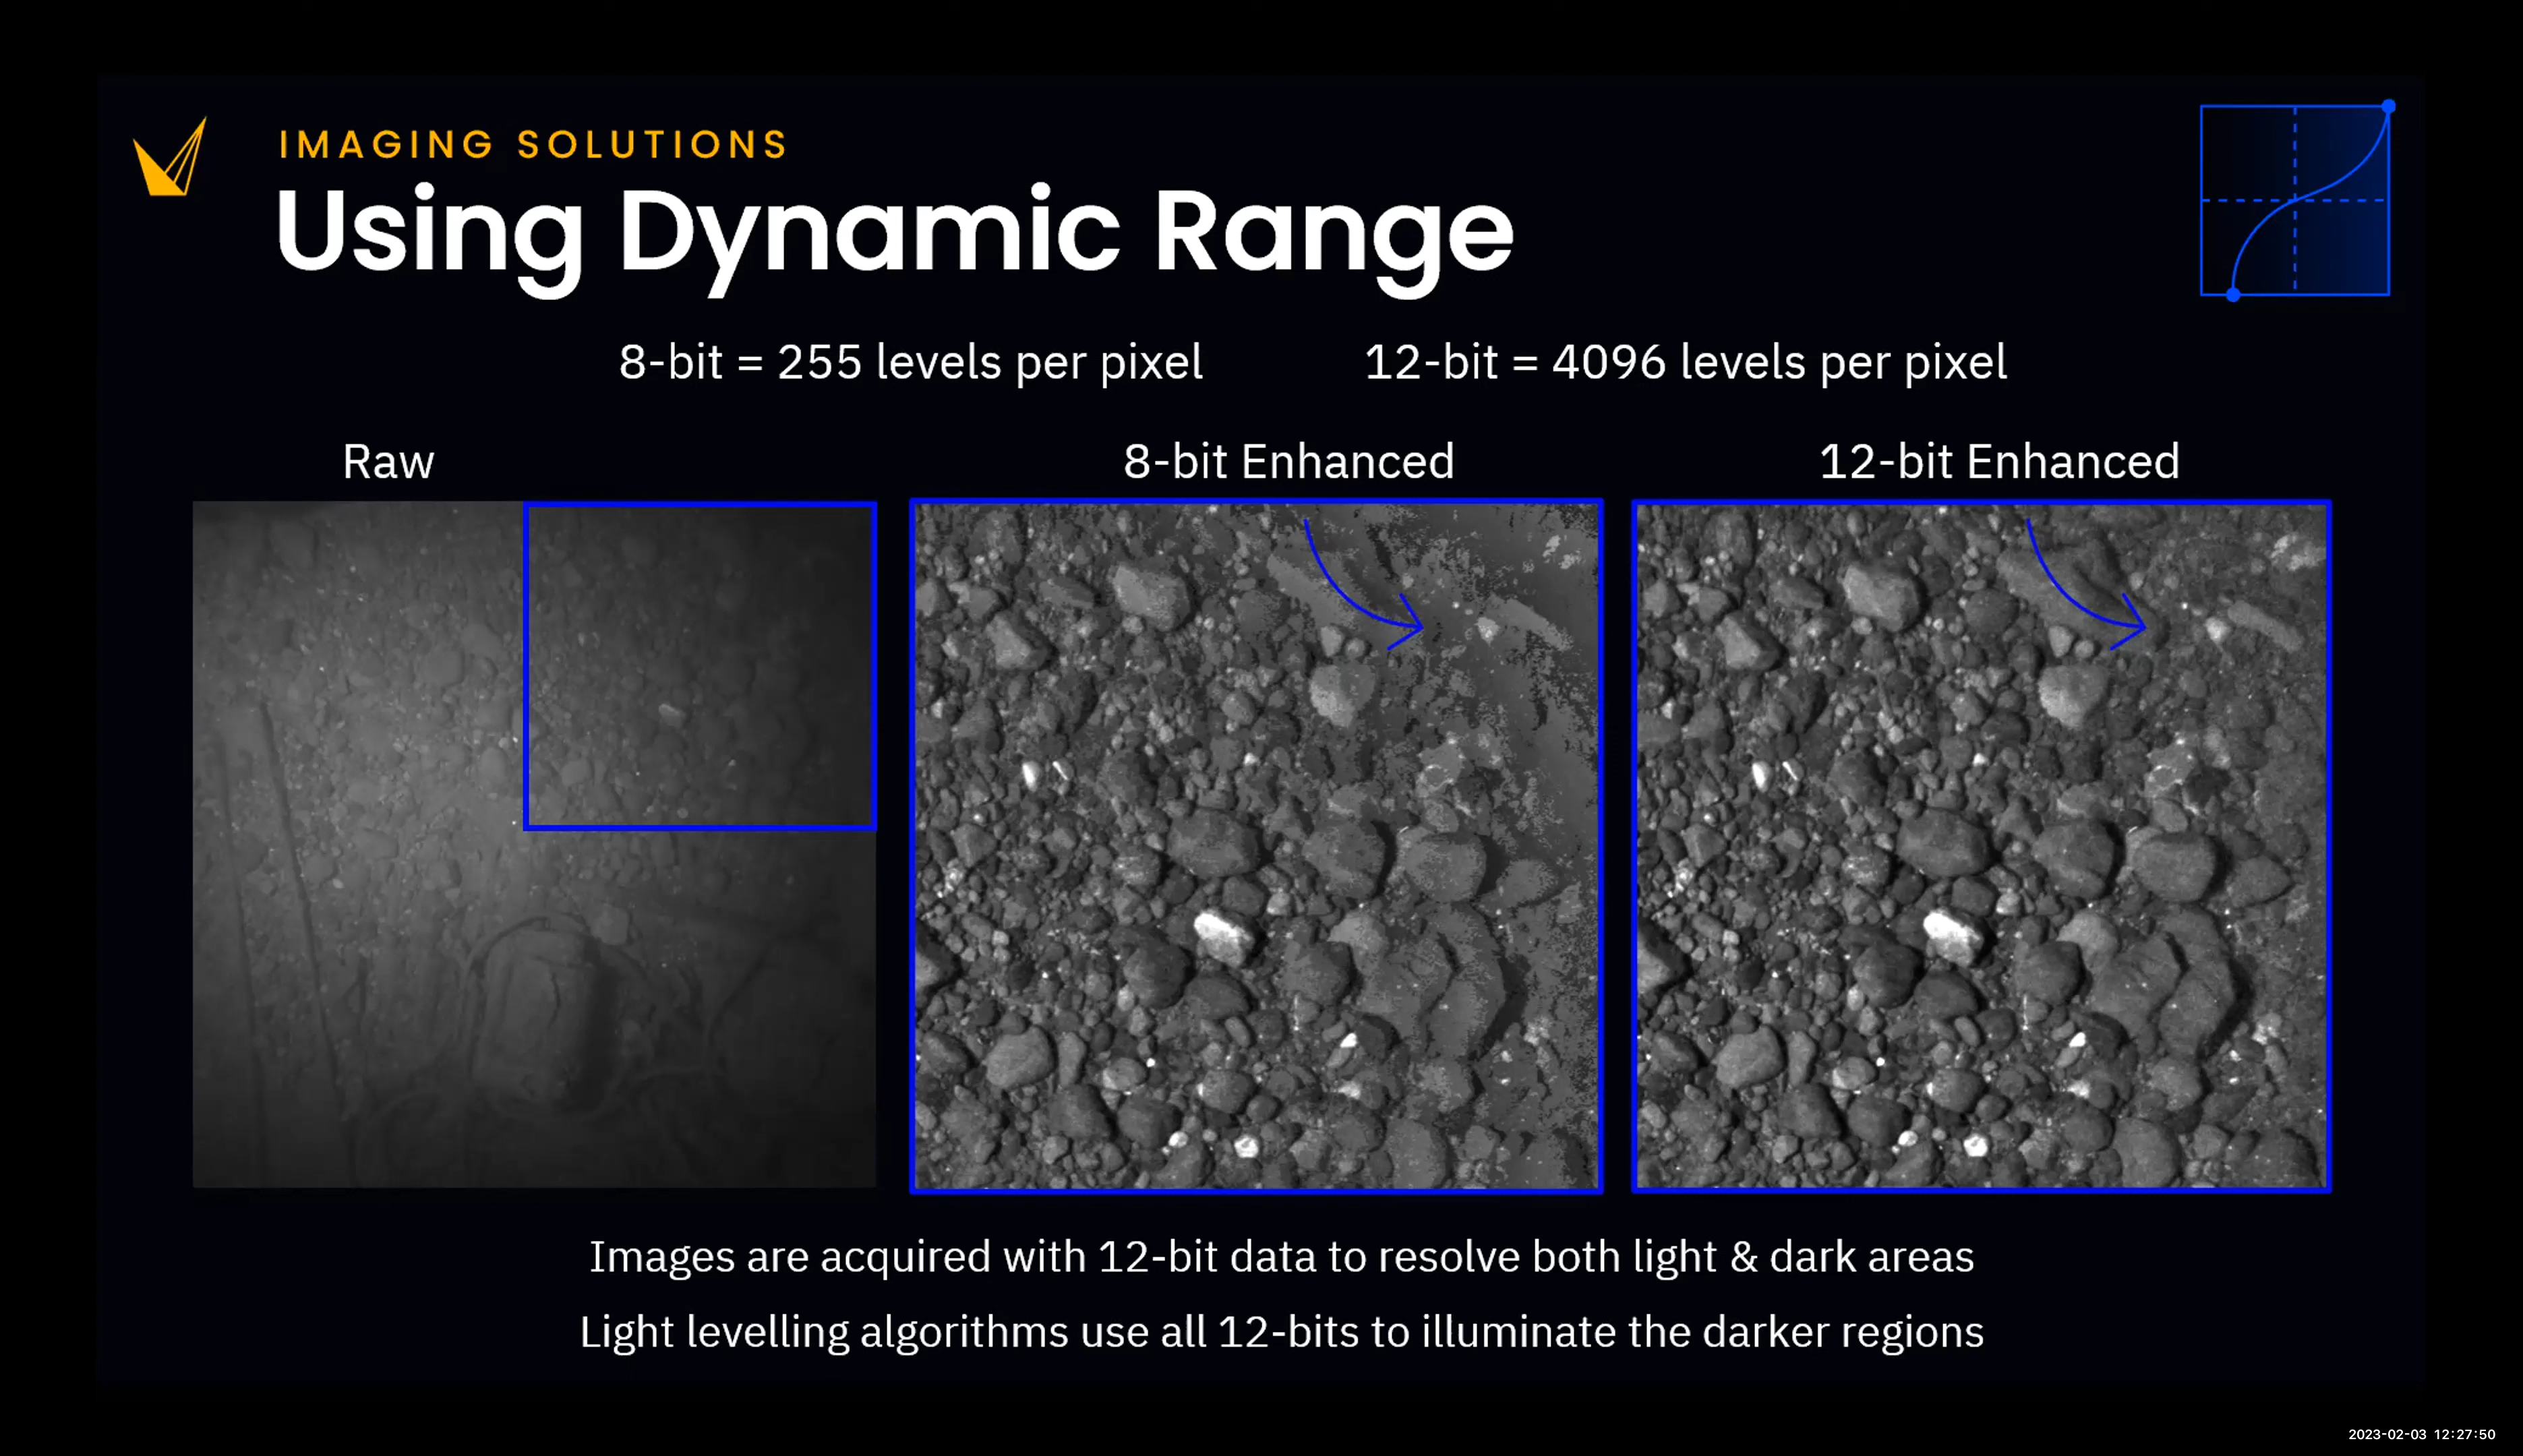 IMAGING SOLUTIONS
Using Dynamic Range
8-bit = 255 levels per pixel
12-bit = 4096 levels per pixel
Raw
8-bit Enhanced
12-bit Enhanced
Images are acquired with 12-bit data to resolve both light & dark areas
Light levelling algorithms use all 12-bits to illuminate the darker regions
2023-02-03 12:27:50